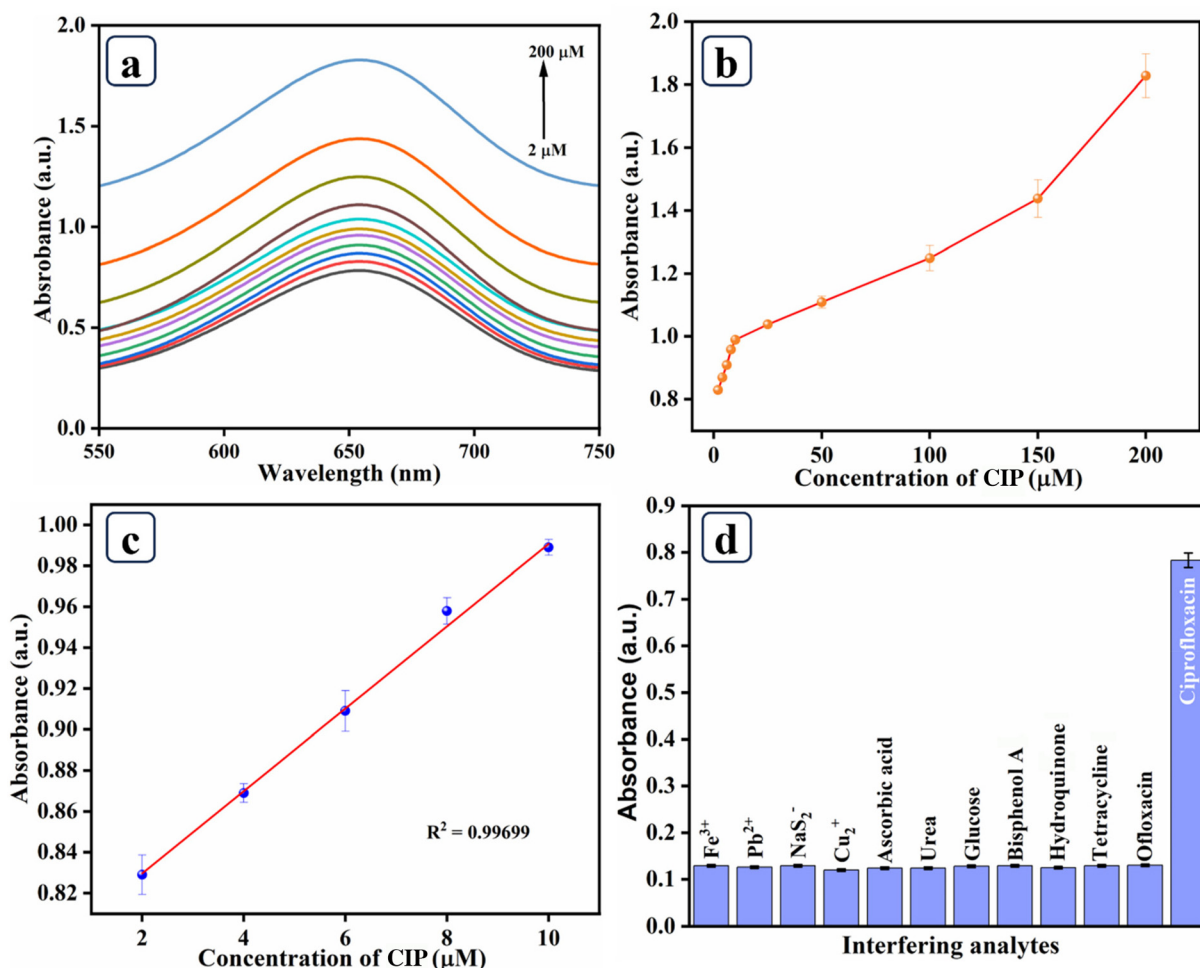 a
200 μM
2 μM
2.0
1.5
1.0
0.5
0.0
Absrobance (a.u.)
550
600
650
700
750
Wavelength (nm)
b
2.0
1.8
1.6
1.4
1.2
1.0
0.8
Absorbance (a.u.)
0
50
100
150
200
Concentration of CIP (μM)
c
1.00
0.98
0.96
0.94
0.92
0.90
0.88
0.86
0.84
0.82
Absorbance (a.u.)
R² = 0.99699
2
4
6
8
10
Concentration of CIP (μM)
d
0.9
0.8
0.7
0.6
0.5
0.4
0.3
0.2
0.1
0.0
Absorbance (a.u.)
Fe³⁺
Pb²⁺
NaS₂⁻
Cu₂⁺
Ascorbic acid
Urea
Glucose
Bisphenol A
Hydroquinone
Tetracycline
Ofloxacin
Ciprofloxacin
Interfering analytes